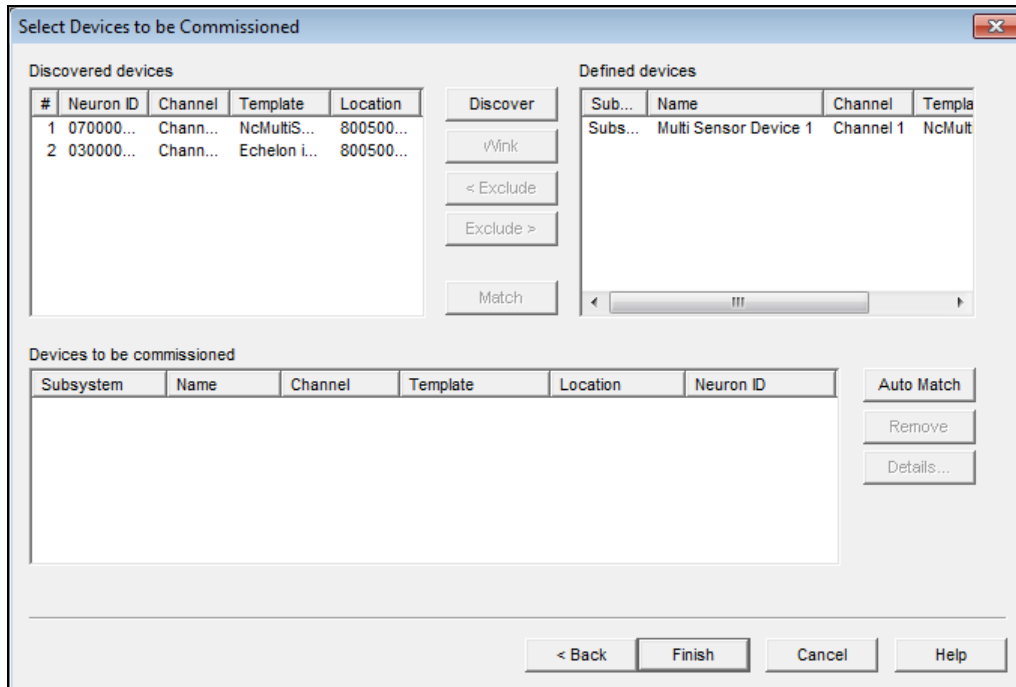 Select Devices to be Commissioned
Discovered devices
# Neuron ID Channel Template Location
1 070000... Chann... NcMultiS... 800500...
2 030000... Chann... Echelon i... 800500...
Discover
Wink
< Exclude
Exclude >
Match
Defined devices
Sub... Name Channel Templa
Subs... Multi Sensor Device 1 Channel 1 NcMulti
Devices to be commissioned
Subsystem Name Channel Template Location Neuron ID
Auto Match
Remove
Details...
< Back Finish Cancel Help